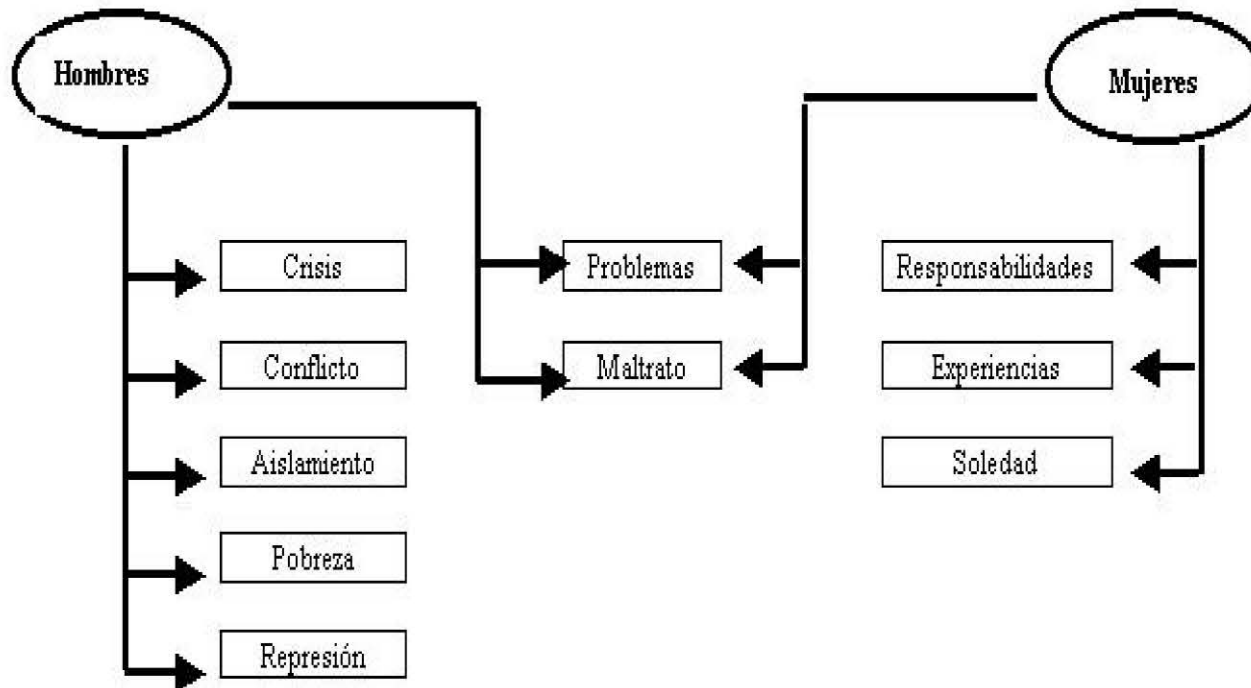 Hombres
Mujeres
Crisis
Problemas
Responsabilidades
Conflicto
Maltrato
Experiencias
Aislamiento
Soledad
Pobreza
Represión